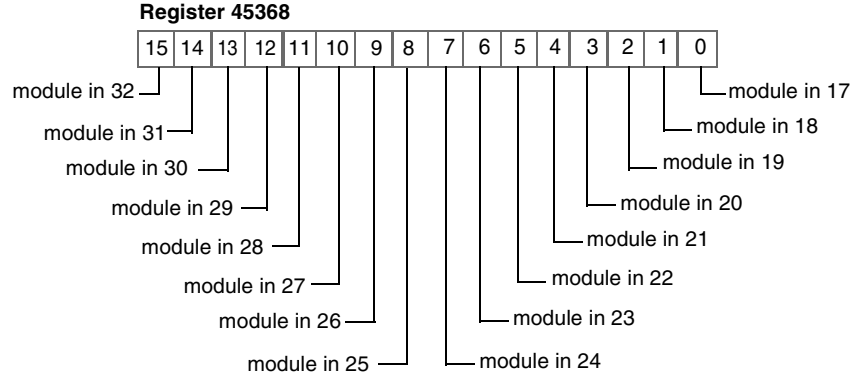 Register 45368
15 14 13 12 11 10 9 8 7 6 5 4 3 2 1 0
module in 32
module in 17
module in 31
module in 18
module in 30
module in 19
module in 29
module in 20
module in 28
module in 21
module in 27
module in 22
module in 26
module in 23
module in 25
module in 24